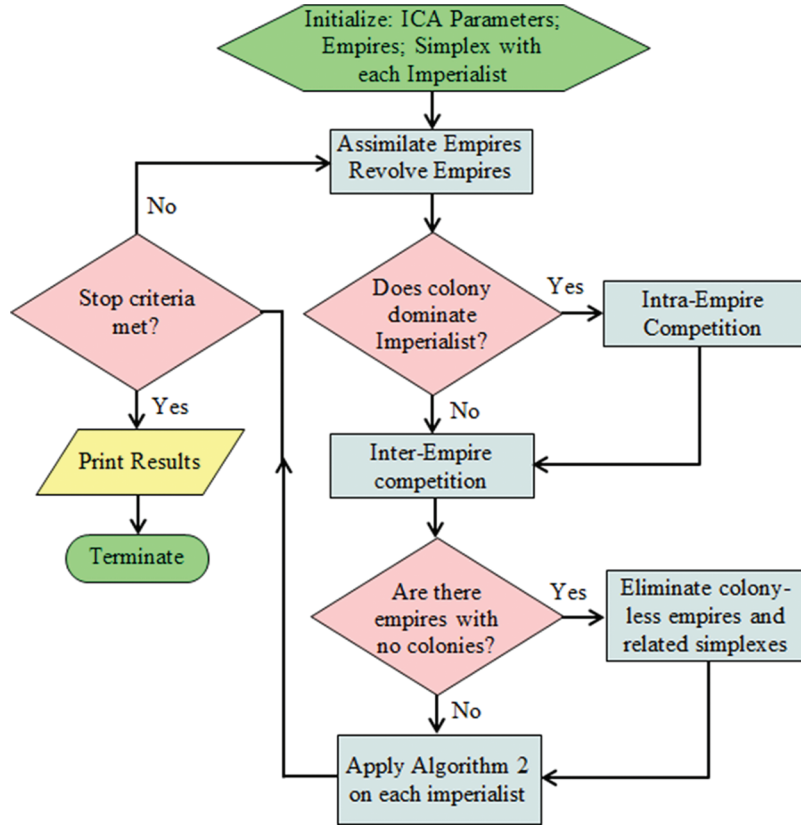 Initialize: ICA Parameters;
Empires; Simplex with
each Imperialist
Assimilate Empires
Revolve Empires
No
Stop criteria
met?
Does colony
dominate
Imperialist?
Yes
Intra-Empire
Competition
Yes
No
Print Results
Inter-Empire
competition
Terminate
Are there
empires with
no colonies?
Yes
Eliminate colony-
less empires and
related simplexes
No
Apply Algorithm 2
on each imperialist